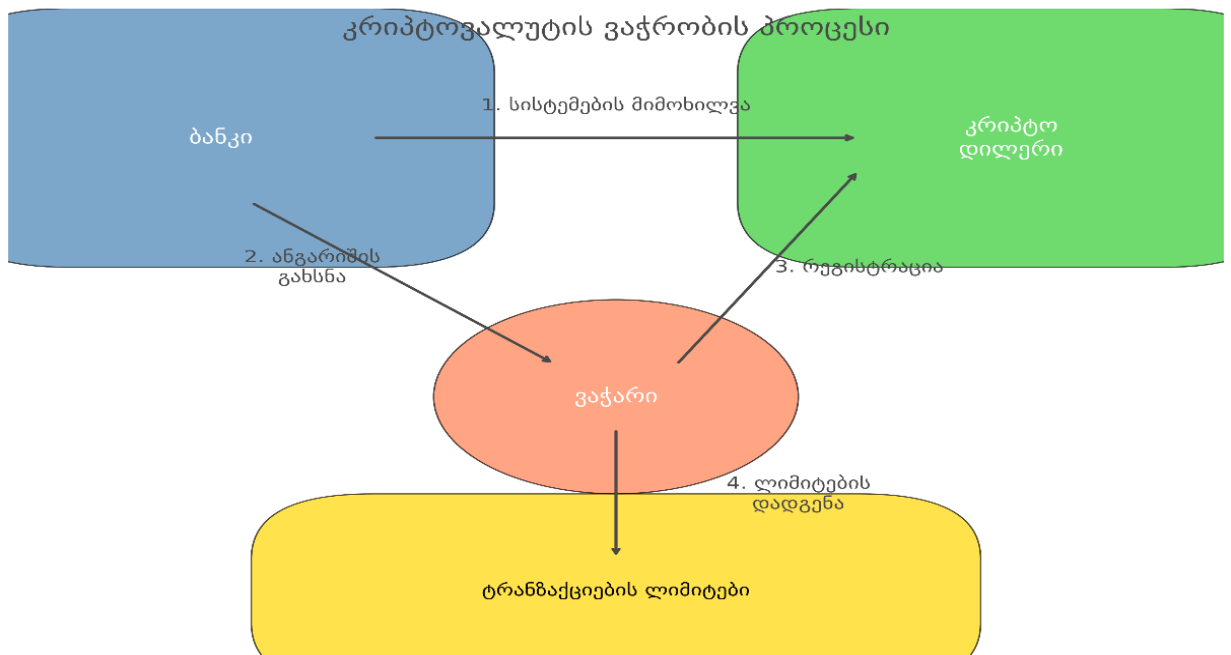 კრიპტოვალუტის ვაჭრობის პროცესი
1. სისტემების მიმოხილვა
ბანკი
კრიპტო
დილერი
2. ანგარიშის
გახსნა
3. რეგისტრაცია
ვაჭარი
4. ლიმიტების
დადგენა
ტრანზაქციების ლიმიტები